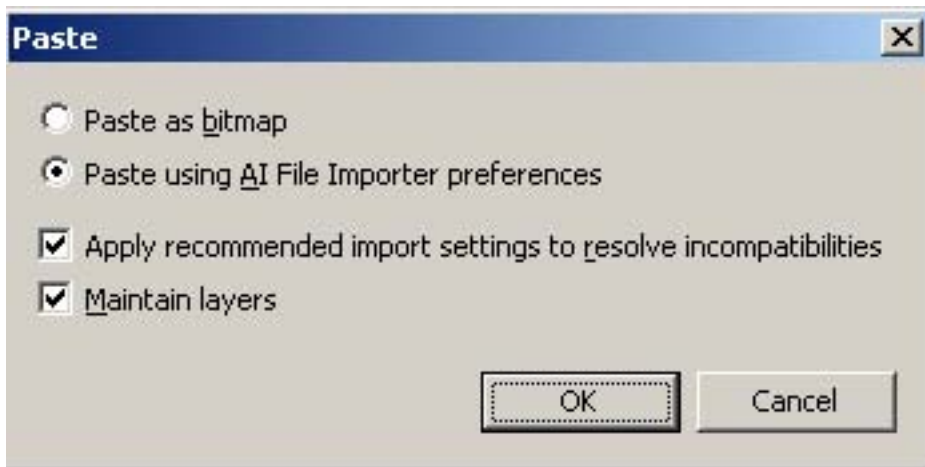 Paste
Paste as bitmap
Paste using AI File Importer preferences
Apply recommended import settings to resolve incompatibilities
Maintain layers
OK Cancel